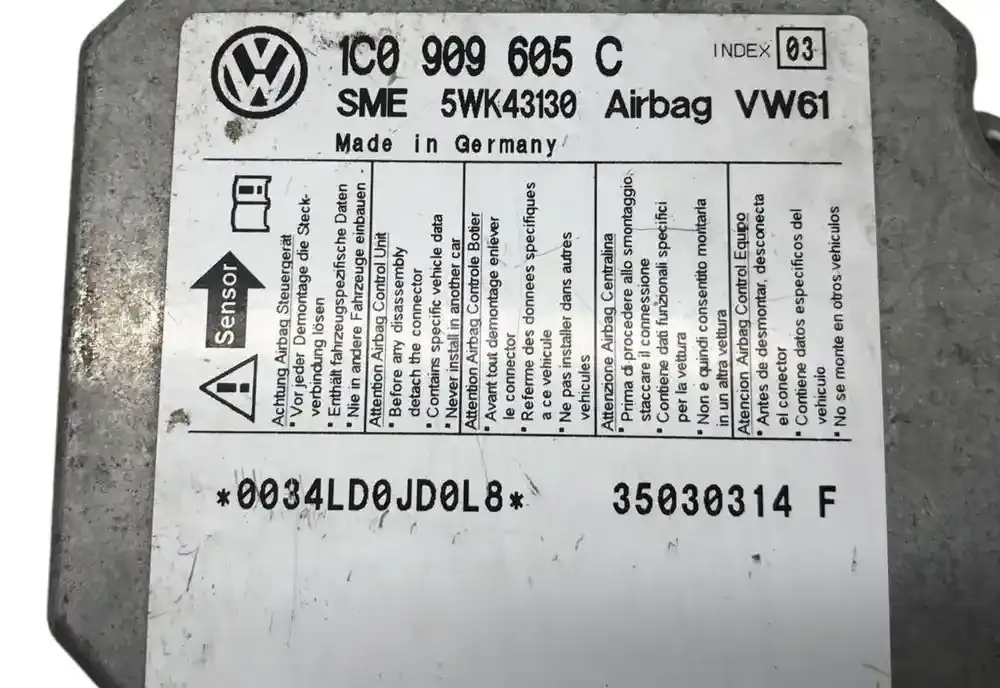 1C0 909 605 C INDEX 03
SME 5WK43130 Airbag VW61
Made in Germany
Sensor
Achtung Airbag Steuergerät
▪ Vor jeder Demontage die Steck-
verbindung lösen
▪ Enthält fahrzeugspezifische Daten
▪ Nie in andere Fahrzeuge einbauen
Attention Airbag Control Unit
▪ Before any disassembly
detach the connector
▪ Contains specific vehicle data
▪ Never install in another car
Attention Airbag Controle Botier
▪ Avant tout demontage enlever
le connector
▪ Referme des donnees specifiques
a ce vehicule
▪ Ne pas installer dans autres
vehicules
Attenzione Airbag Centralina
▪ Prima di procedere allo smontaggio,
staccare il connessione
▪ Contiene dati funzionali specifici
per la vettura
▪ Non e quindi consentito montarla
in un altra vettura
Atencion Airbag Control Equipo
▪ Antes de desmontar, desconecta
el conector
▪ Contiene datos especificos del
vehiculo
▪ No se monte en otros vehiculos
*0034LD0JD0L8* 35030314 F